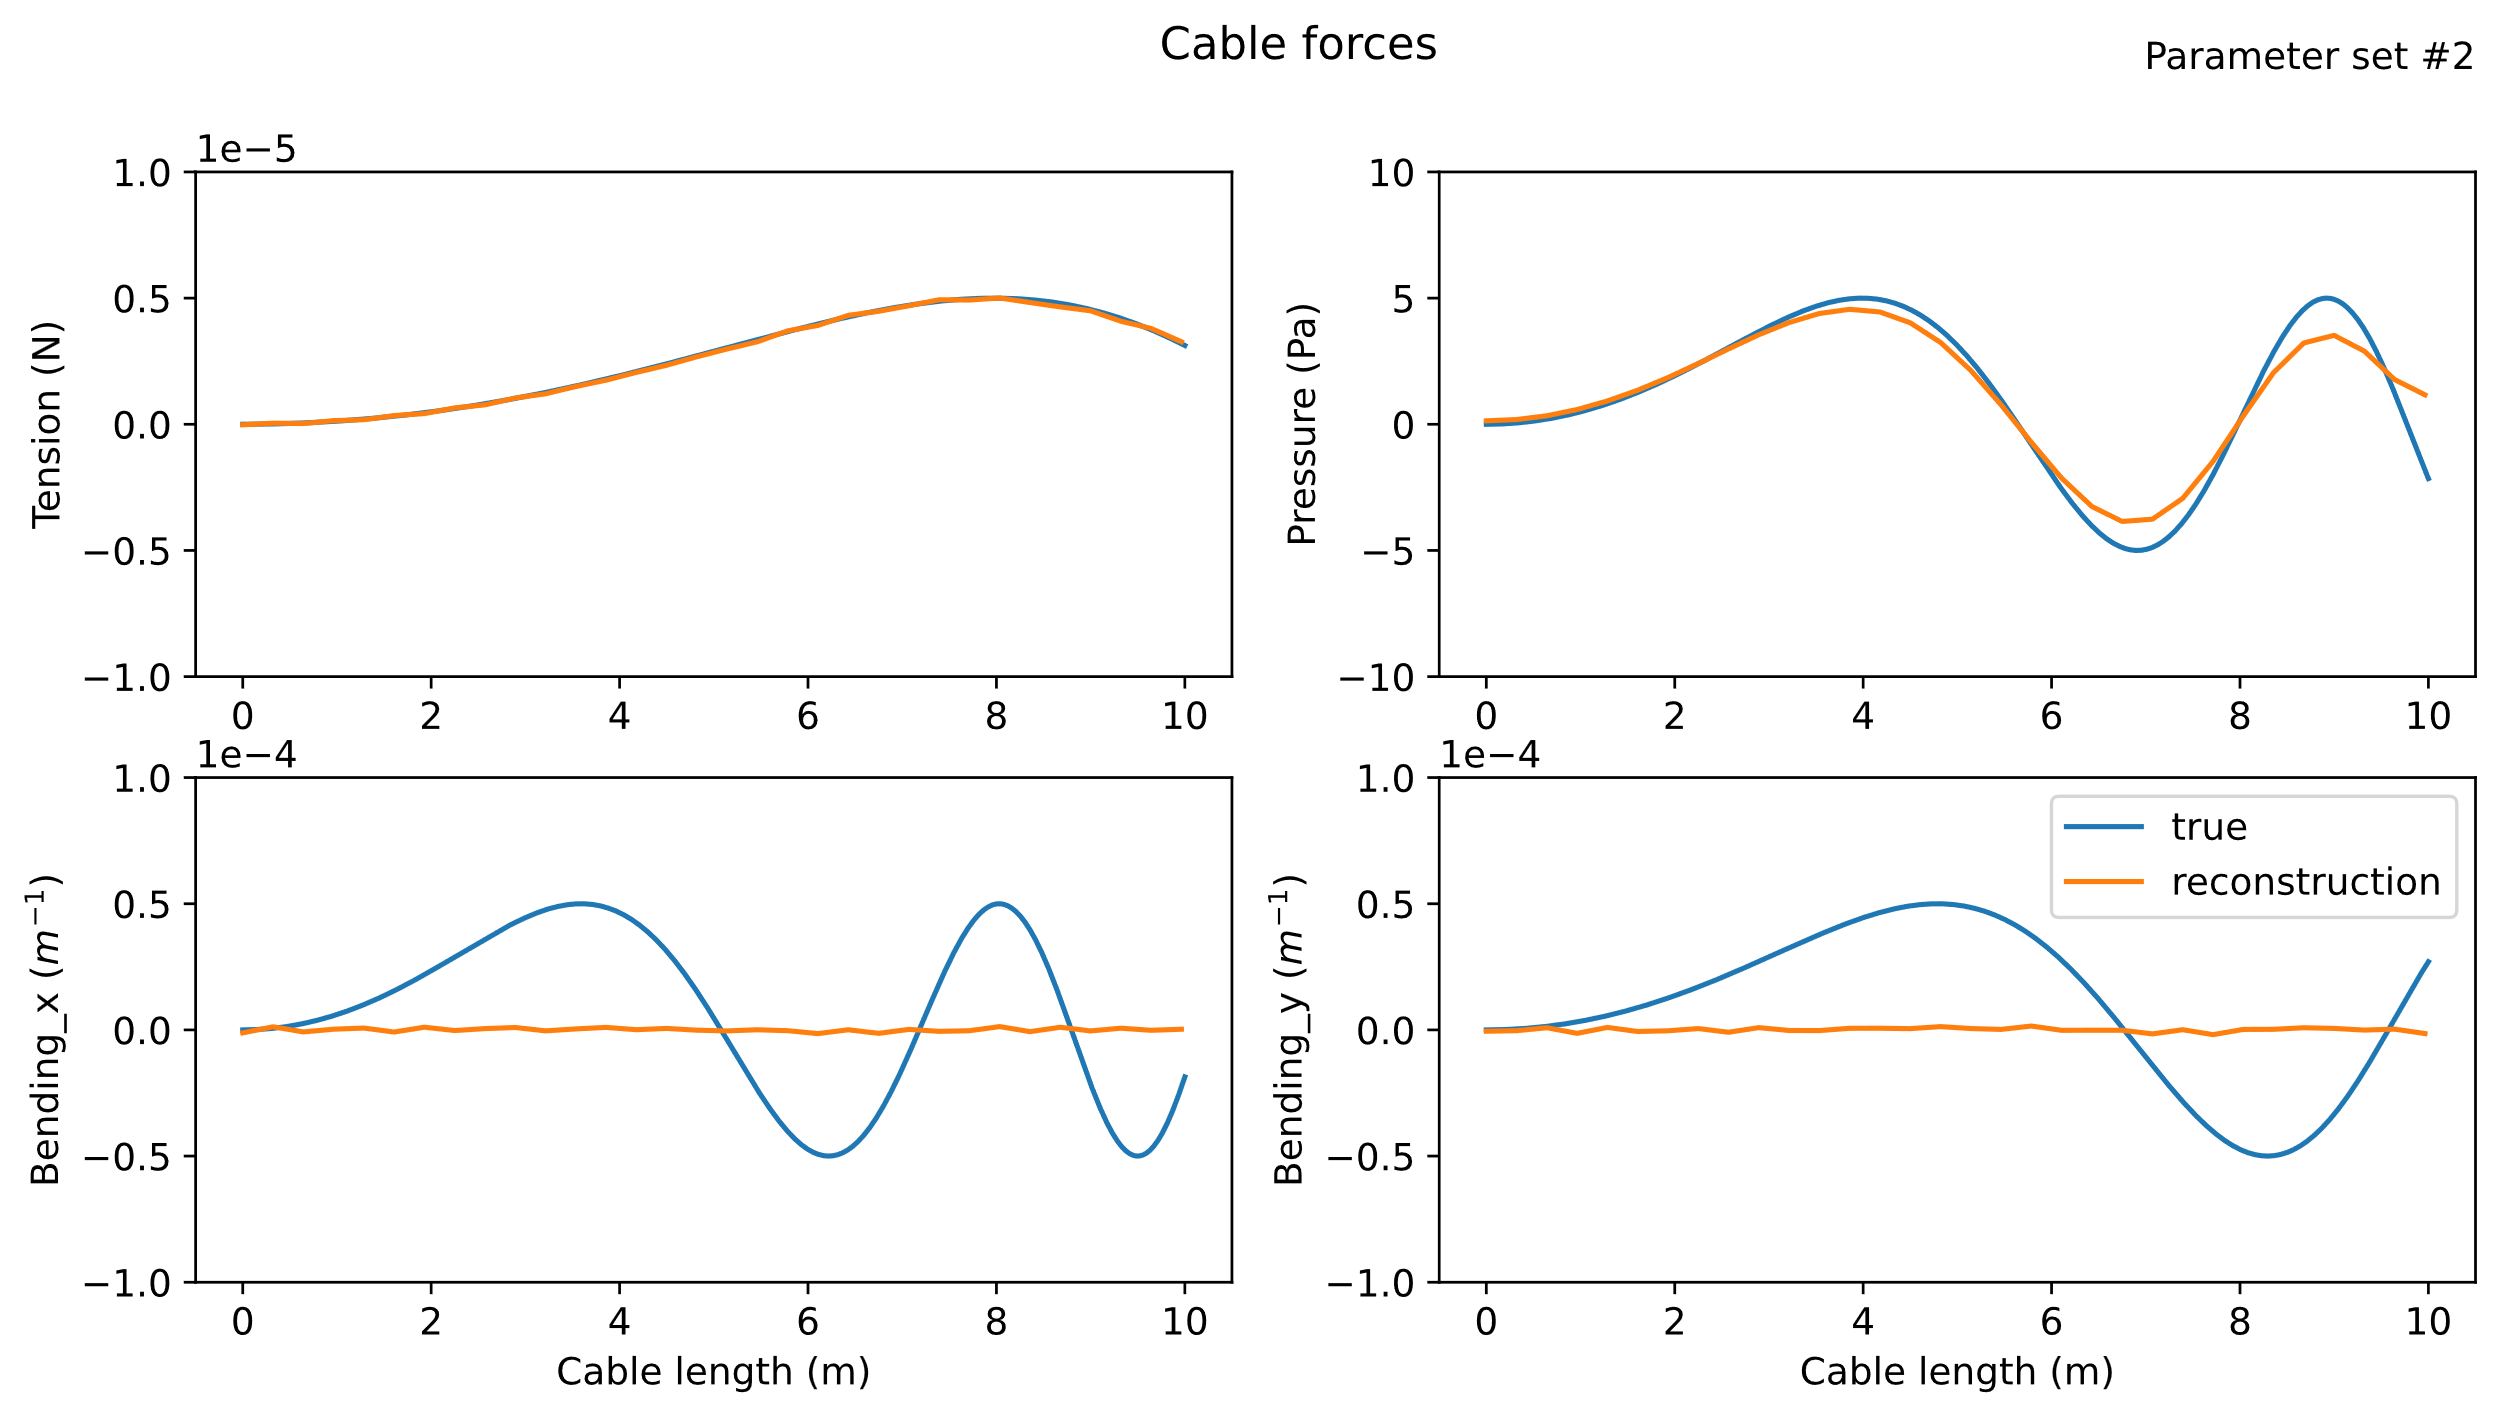 Cable forces
Parameter set #2
1e−5
1.0
0.5
0.0
−0.5
−1.0
Tension (N)
0 2 4 6 8 10
10
5
0
−5
−10
Pressure (Pa)
0 2 4 6 8 10
1e−4
1.0
0.5
0.0
−0.5
−1.0
Bending_x (m⁻¹)
0 2 4 6 8 10
Cable length (m)
1e−4
1.0
0.5
0.0
−0.5
−1.0
Bending_y (m⁻¹)
true
reconstruction
0 2 4 6 8 10
Cable length (m)